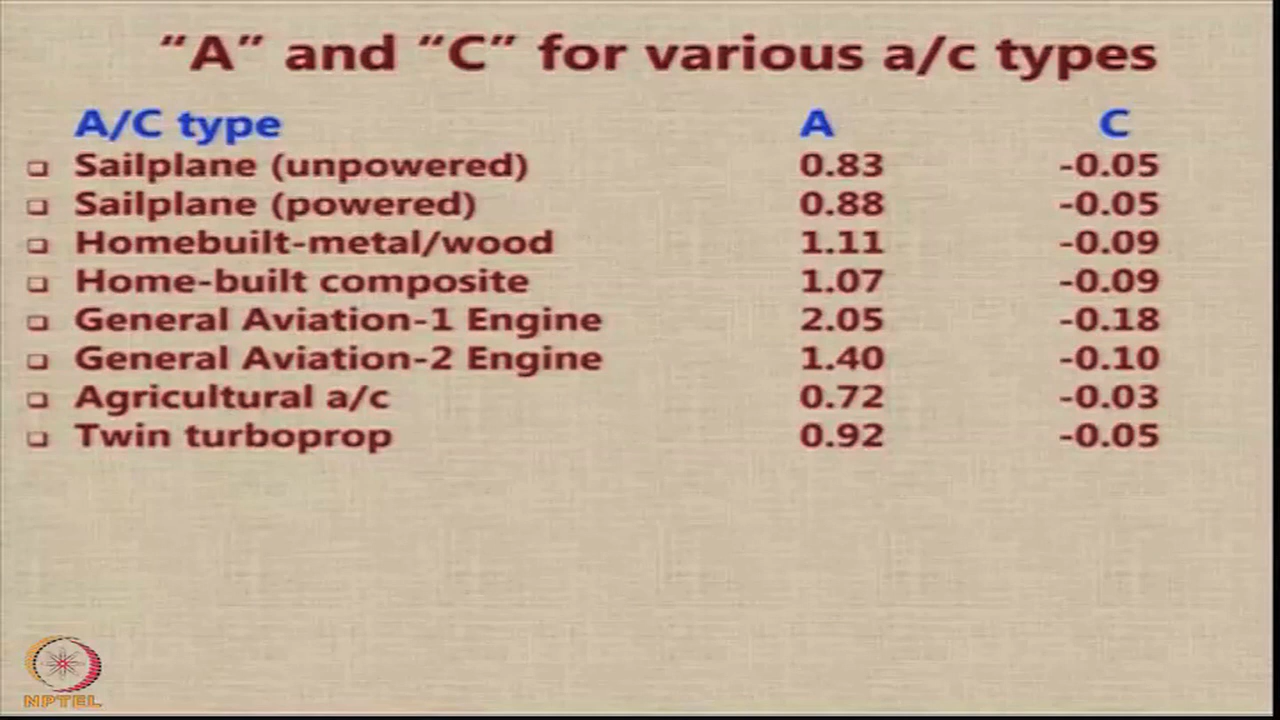 “A” and “C” for various a/c types
A/C type A C
Sailplane (unpowered) 0.83 -0.05
Sailplane (powered) 0.88 -0.05
Homebuilt-metal/wood 1.11 -0.09
Home-built composite 1.07 -0.09
General Aviation-1 Engine 2.05 -0.18
General Aviation-2 Engine 1.40 -0.10
Agricultural a/c 0.72 -0.03
Twin turboprop 0.92 -0.05
NPTEL